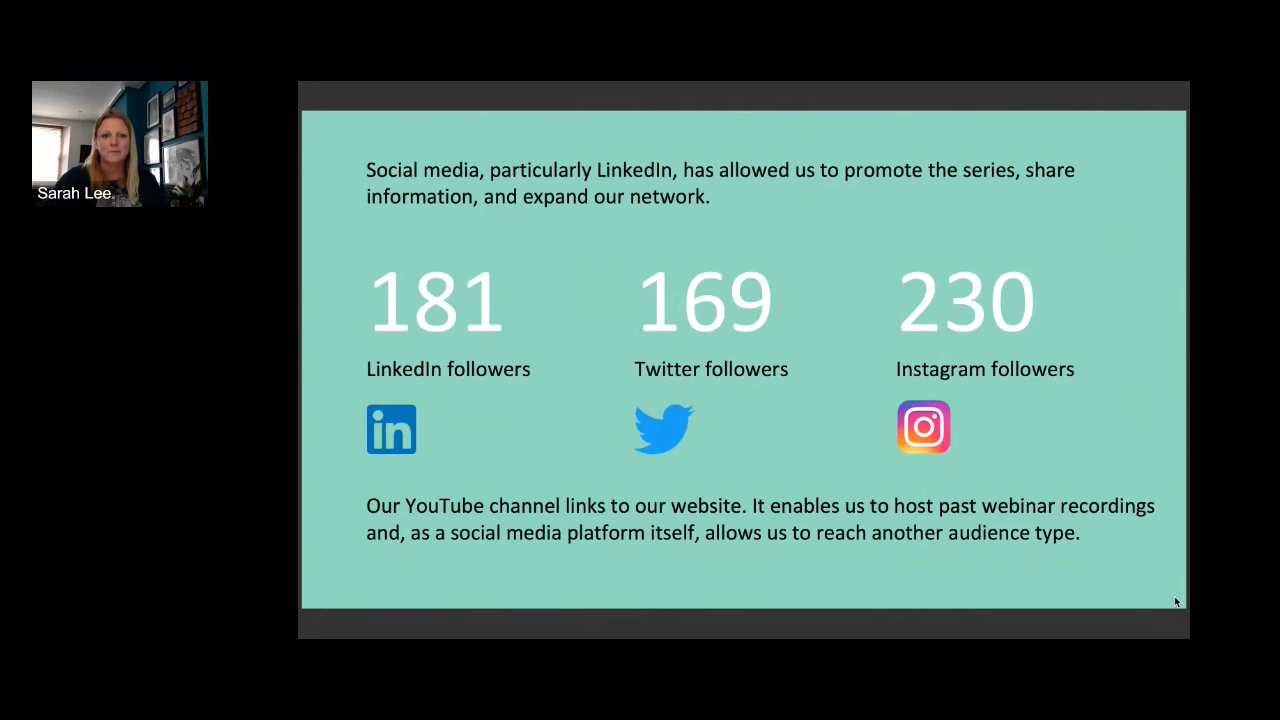 Sarah Lee
Social media, particularly LinkedIn, has allowed us to promote the series, share
information, and expand our network.
181
169
230
LinkedIn followers
Twitter followers
Instagram followers
in
Our YouTube channel links to our website. It enables us to host past webinar recordings
and, as a social media platform itself, allows us to reach another audience type.